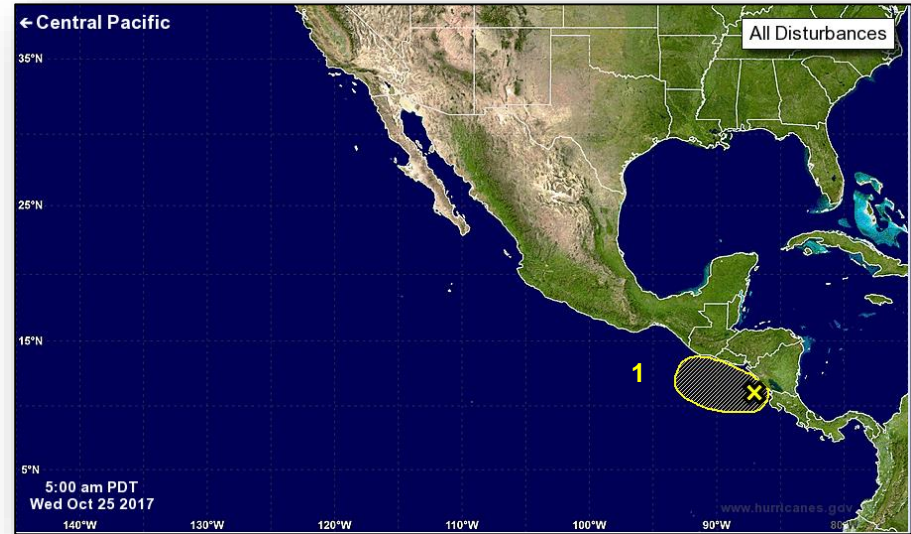 ← Central Pacific
All Disturbances
35°N
25°N
15°N
1
5°N
5:00 am PDT
Wed Oct 25 2017
www.hurricanes.gov
140°W
130°W
120°W
110°W
100°W
90°W